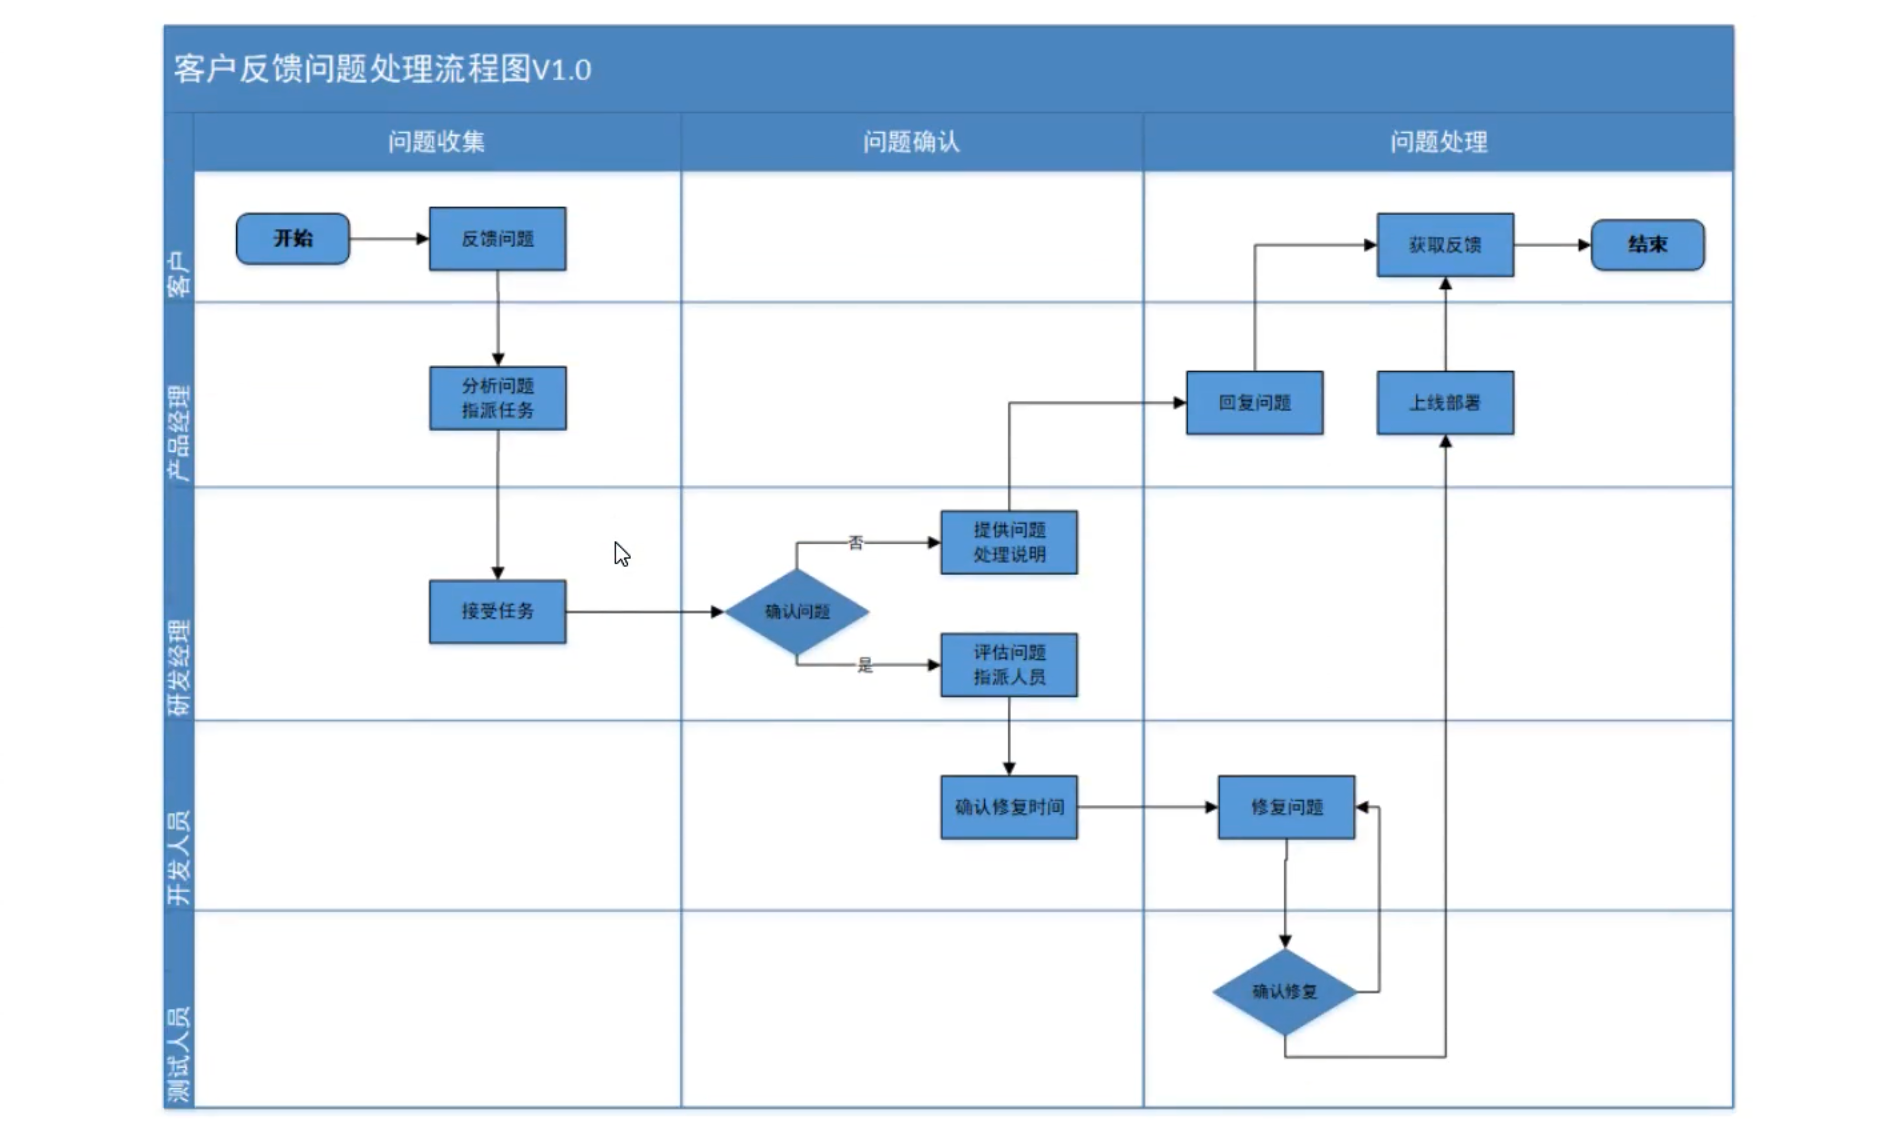 客户反馈问题处理流程图V1.0
问题收集
问题确认
问题处理
客户
开始
反馈问题
获取反馈
结束
产品经理
分析问题
指派任务
回复问题
上线部署
研发经理
接受任务
确认问题
否
提供问题
处理说明
是
评估问题
指派人员
开发人员
确认修复时间
修复问题
测试人员
确认修复